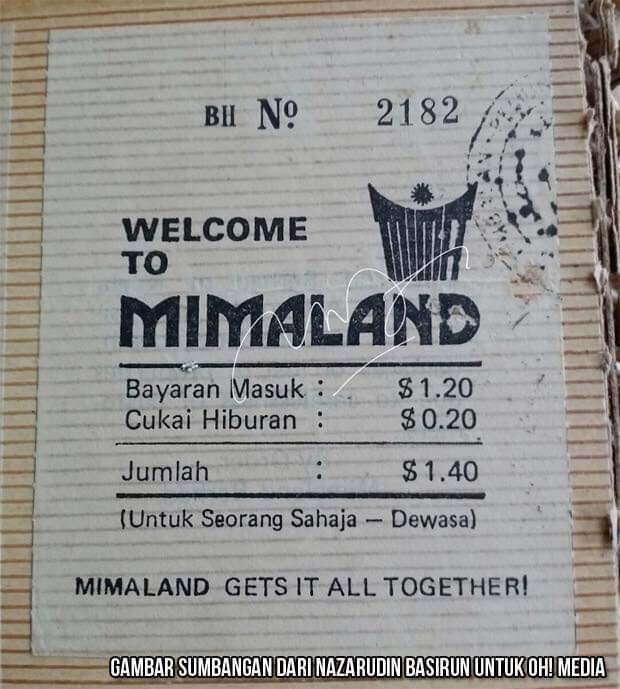 BH Nº 2182
WELCOME
TO
MIMALAND
Bayaran Masuk : $1.20
Cukai Hiburan : $0.20
Jumlah : $1.40
(Untuk Seorang Sahaja — Dewasa)
MIMALAND GETS IT ALL TOGETHER!
GAMBAR SUMBANGAN DARI NAZARUDIN BASIRUN UNTUK OH! MEDIA